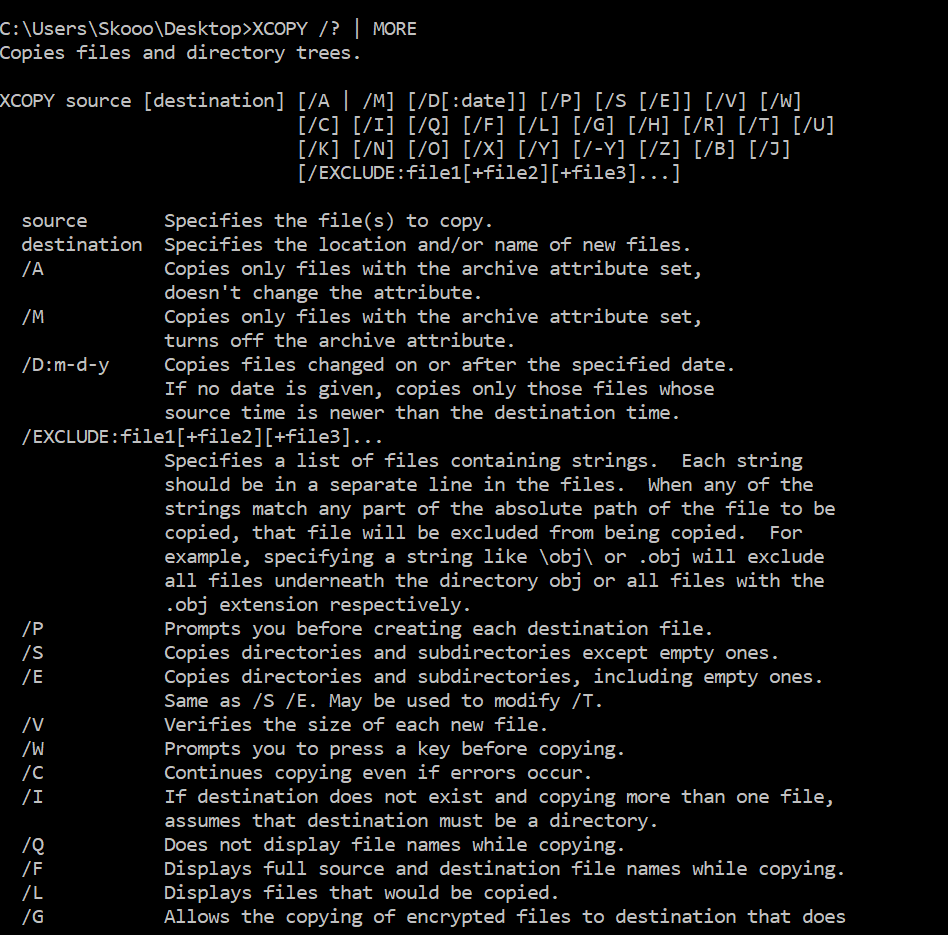 C:\Users\Skooo\Desktop>XCOPY /? | MORE
Copies files and directory trees.

XCOPY source [destination] [/A | /M] [/D[:date]] [/P] [/S [/E]] [/V] [/W]
                           [/C] [/I] [/Q] [/F] [/L] [/G] [/H] [/R] [/T] [/U]
                           [/K] [/N] [/O] [/X] [/Y] [/-Y] [/Z] [/B] [/J]
                           [/EXCLUDE:file1[+file2][+file3]...]

  source       Specifies the file(s) to copy.
  destination  Specifies the location and/or name of new files.
  /A           Copies only files with the archive attribute set,
               doesn't change the attribute.
  /M           Copies only files with the archive attribute set,
               turns off the archive attribute.
  /D:m-d-y     Copies files changed on or after the specified date.
               If no date is given, copies only those files whose
               source time is newer than the destination time.
  /EXCLUDE:file1[+file2][+file3]...
               Specifies a list of files containing strings.  Each string
               should be in a separate line in the files.  When any of the
               strings match any part of the absolute path of the file to be
               copied, that file will be excluded from being copied.  For
               example, specifying a string like \obj\ or .obj will exclude
               all files underneath the directory obj or all files with the
               .obj extension respectively.
  /P           Prompts you before creating each destination file.
  /S           Copies directories and subdirectories except empty ones.
  /E           Copies directories and subdirectories, including empty ones.
               Same as /S /E. May be used to modify /T.
  /V           Verifies the size of each new file.
  /W           Prompts you to press a key before copying.
  /C           Continues copying even if errors occur.
  /I           If destination does not exist and copying more than one file,
               assumes that destination must be a directory.
  /Q           Does not display file names while copying.
  /F           Displays full source and destination file names while copying.
  /L           Displays files that would be copied.
  /G           Allows the copying of encrypted files to destination that does